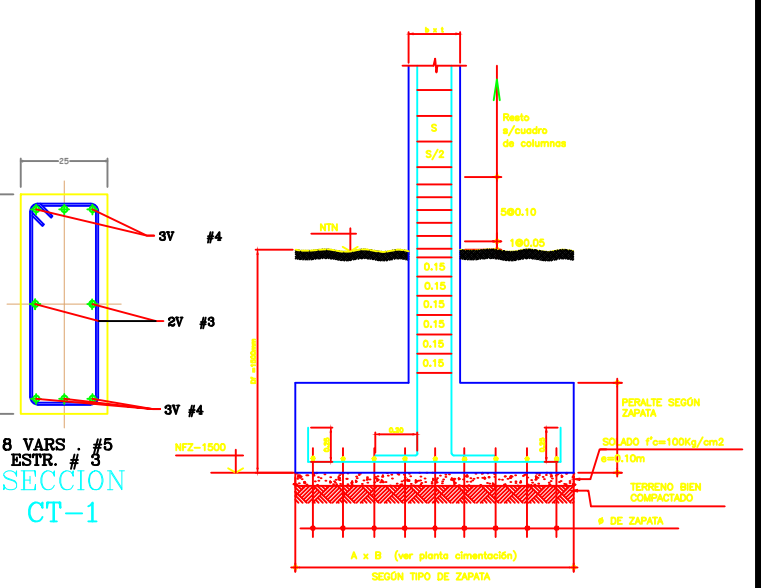 25
3V #4
2V #3
3V #4
8 VARS . #5
ESTR. # 3
SECCION
CT-1
S
S/2
Resto
s/cuadro
de columnas
5@0.10
1@0.05
NTN
0.15
0.15
0.15
0.15
0.15
0.15
PERALTE SEGÚN
ZAPATA
NFZ-1500
SOLADO f'c=100Kg/cm2
e=0.10m
TERRENO BIEN
COMPACTADO
DE ZAPATA
A x B (ver planta cimentación)
SEGÚN TIPO DE ZAPATA